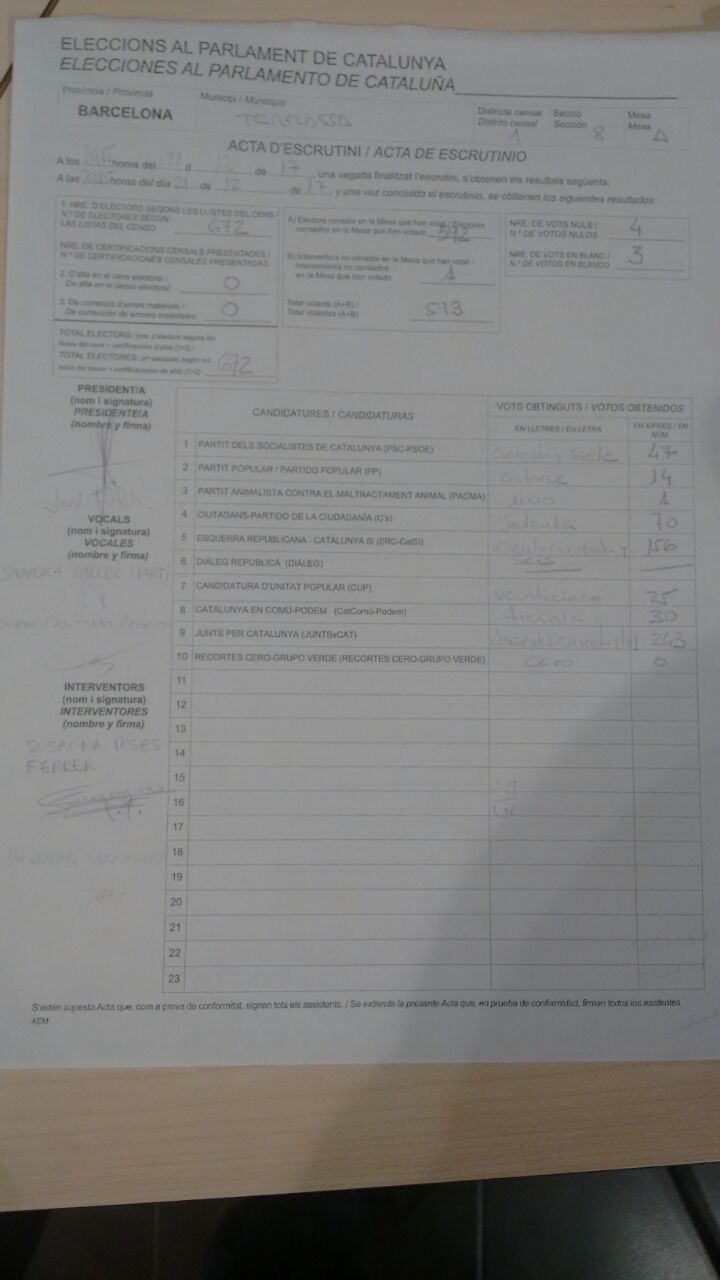 ELECCIONS AL PARLAMENT DE CATALUNYA
ELECCIONES AL PARLAMENTO DE CATALUÑA
Provincia / Provincia
BARCELONA
Municipi / Municipio
TERRASSA
Districte censal
Distrito censal 1
Secció
Sección 8
Mesa
Mesa A
ACTA D'ESCRUTINI / ACTA DE ESCRUTINIO
A les 20:15 hores del 21 d 12 de 17, una vegada finalitzat l'escrutini, s'obtenen els resultats següents:
A las 20:15 horas del día 21 de 12 de 17 y una vez concluido el escrutinio, se obtienen los siguientes resultados:
1. NRE. D'ELECTORS SEGONS LES LLISTES DEL CENS /
N.º DE ELECTORES SEGÚN
LAS LISTAS DEL CENSO 672
NRE. DE CERTIFICACIONS CENSALS PRESENTADES /
N.º DE CERTIFICACIONES CENSALES PRESENTADAS
2. D'alta en el cens electoral /
De alta en el censo electoral: 0
3. De correcció d'errors materials /
De corrección de errores materiales: 0
TOTAL ELECTORS: (nre. d'electors segons les
llistes del cens + certificacions d'alta) (1+2) /
TOTAL ELECTORES: (nº electores según las
listas del censo + certificaciones de alta) (1+2) 672
A) Electors censats en la Mesa que han votat / Electores
censados en la Mesa que han votado 592
B) Interventors no censats en la Mesa que han votat /
Interventores no censados
en la Mesa que han votado 1
Total votants (A+B) /
Total votantes (A+B) 593
NRE. DE VOTS NULS /
N.º DE VOTOS NULOS 4
NRE. DE VOTS EN BLANC /
N.º DE VOTOS EN BLANCO 3
PRESIDENT/A
(nom i signatura)
PRESIDENTE/A
(nombre y firma)
VOCALS
(nom i signatura)
VOCALES
(nombre y firma)
SANDRA MARTÍ
INTERVENTORS
(nom i signatura)
INTERVENTORES
(nombre y firma)
SUSAGNA ROSES
FERRER
CANDIDATURES / CANDIDATURAS
VOTS OBTINGUTS / VOTOS OBTENIDOS
EN LLETRES / EN LETRA
EN XIFRES / EN NÚM.
1 PARTIT DELS SOCIALISTES DE CATALUNYA (PSC-PSOE) cuarenta y siete 47
2 PARTIT POPULAR / PARTIDO POPULAR (PP) catorce 14
3 PARTIT ANIMALISTA CONTRA EL MALTRACTAMENT ANIMAL (PACMA) uno 1
4 CIUTADANS-PARTIDO DE LA CIUDADANÍA (C's) setenta 70
5 ESQUERRA REPUBLICANA - CATALUNYA SÍ (ERC-CatSí) ciento cincuenta y seis 156
6 DIÀLEG REPUBLICÀ (DIÀLEG)
7 CANDIDATURA D'UNITAT POPULAR (CUP) veinticinco 25
8 CATALUNYA EN COMÚ-PODEM (CatComú-Podem) treinta 30
9 JUNTS PER CATALUNYA (JUNTSxCAT) 243
10 RECORTES CERO-GRUPO VERDE (RECORTES CERO-GRUPO VERDE) cero 0
11
12
13
14
15
16
17
18
19
20
21
22
23
S'estén aquesta Acta que, com a prova de conformitat, signen tots els assistents. / Se extiende la presente Acta que, en prueba de conformidad, firman todos los asistentes.
AEM